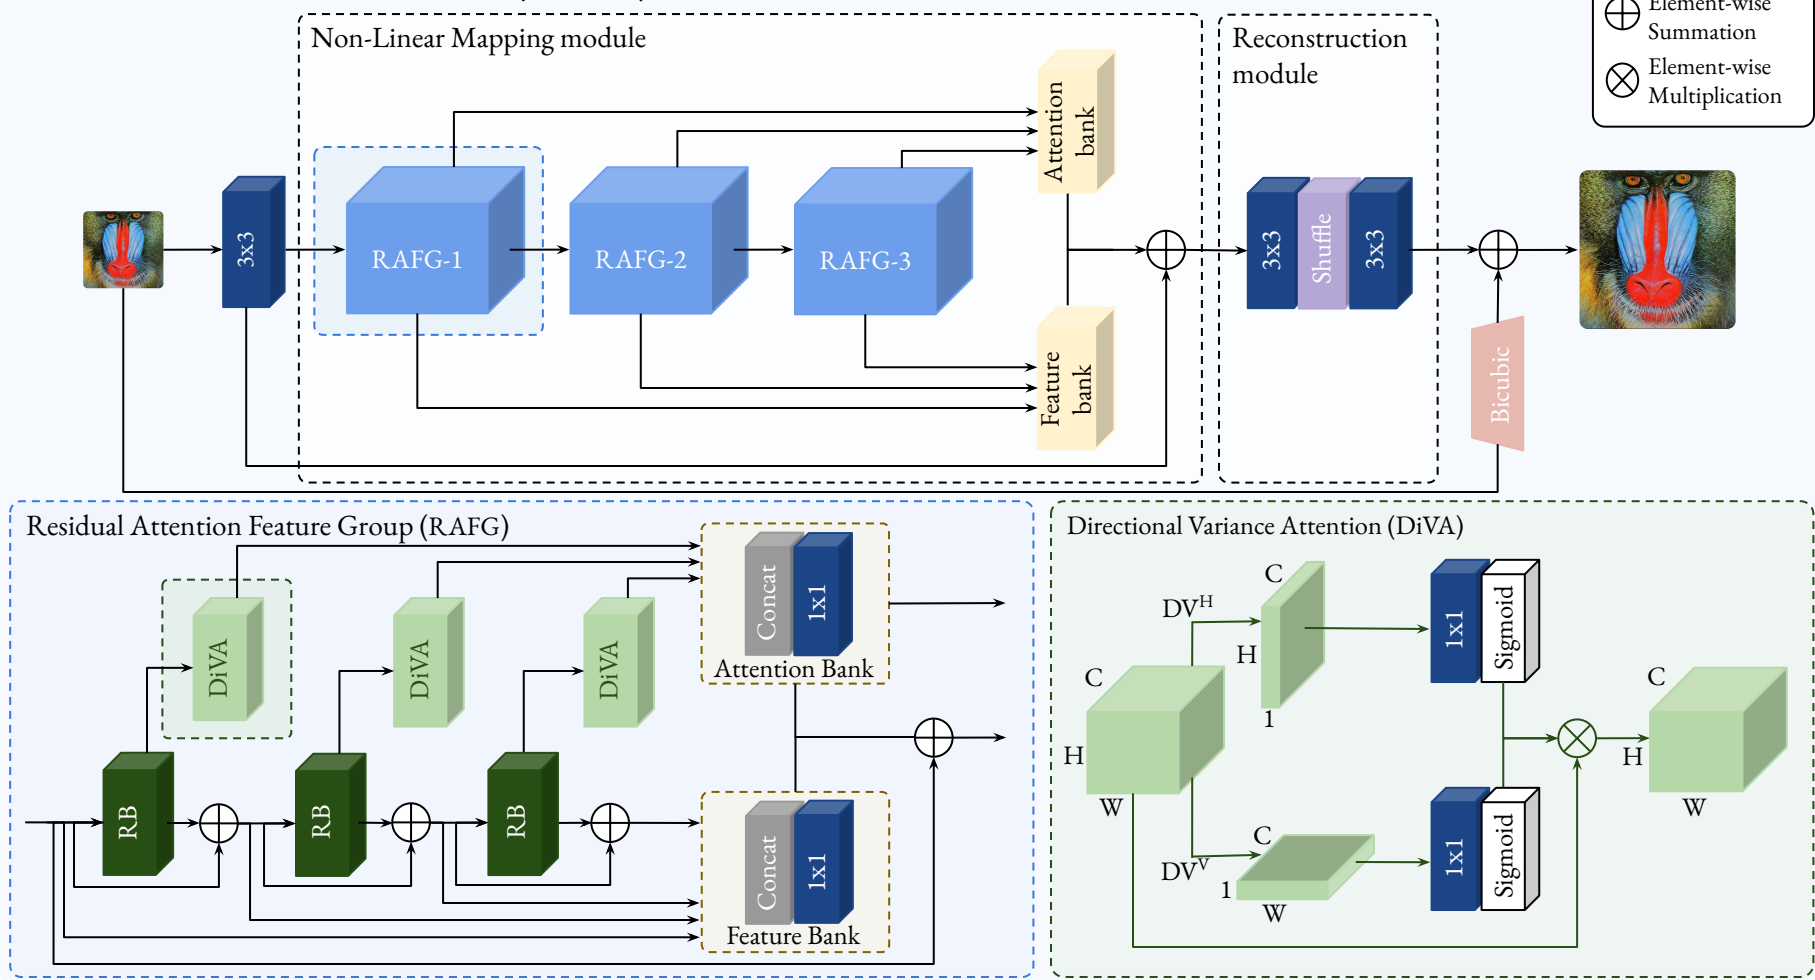 Non-Linear Mapping module
Reconstruction
module
Element-wise
Summation
Element-wise
Multiplication
3x3
RAFG-1
RAFG-2
RAFG-3
Attention
bank
Feature
bank
3x3
Shuffle
3x3
Bicubic
Residual Attention Feature Group (RAFG)
DiVA
DiVA
DiVA
RB
RB
RB
Concat
1x1
Attention Bank
Concat
1x1
Feature Bank
Directional Variance Attention (DiVA)
C
H
W
DVᴴ
C
H
1
DVⱽ
C
1
W
1x1
Sigmoid
1x1
Sigmoid
C
H
W